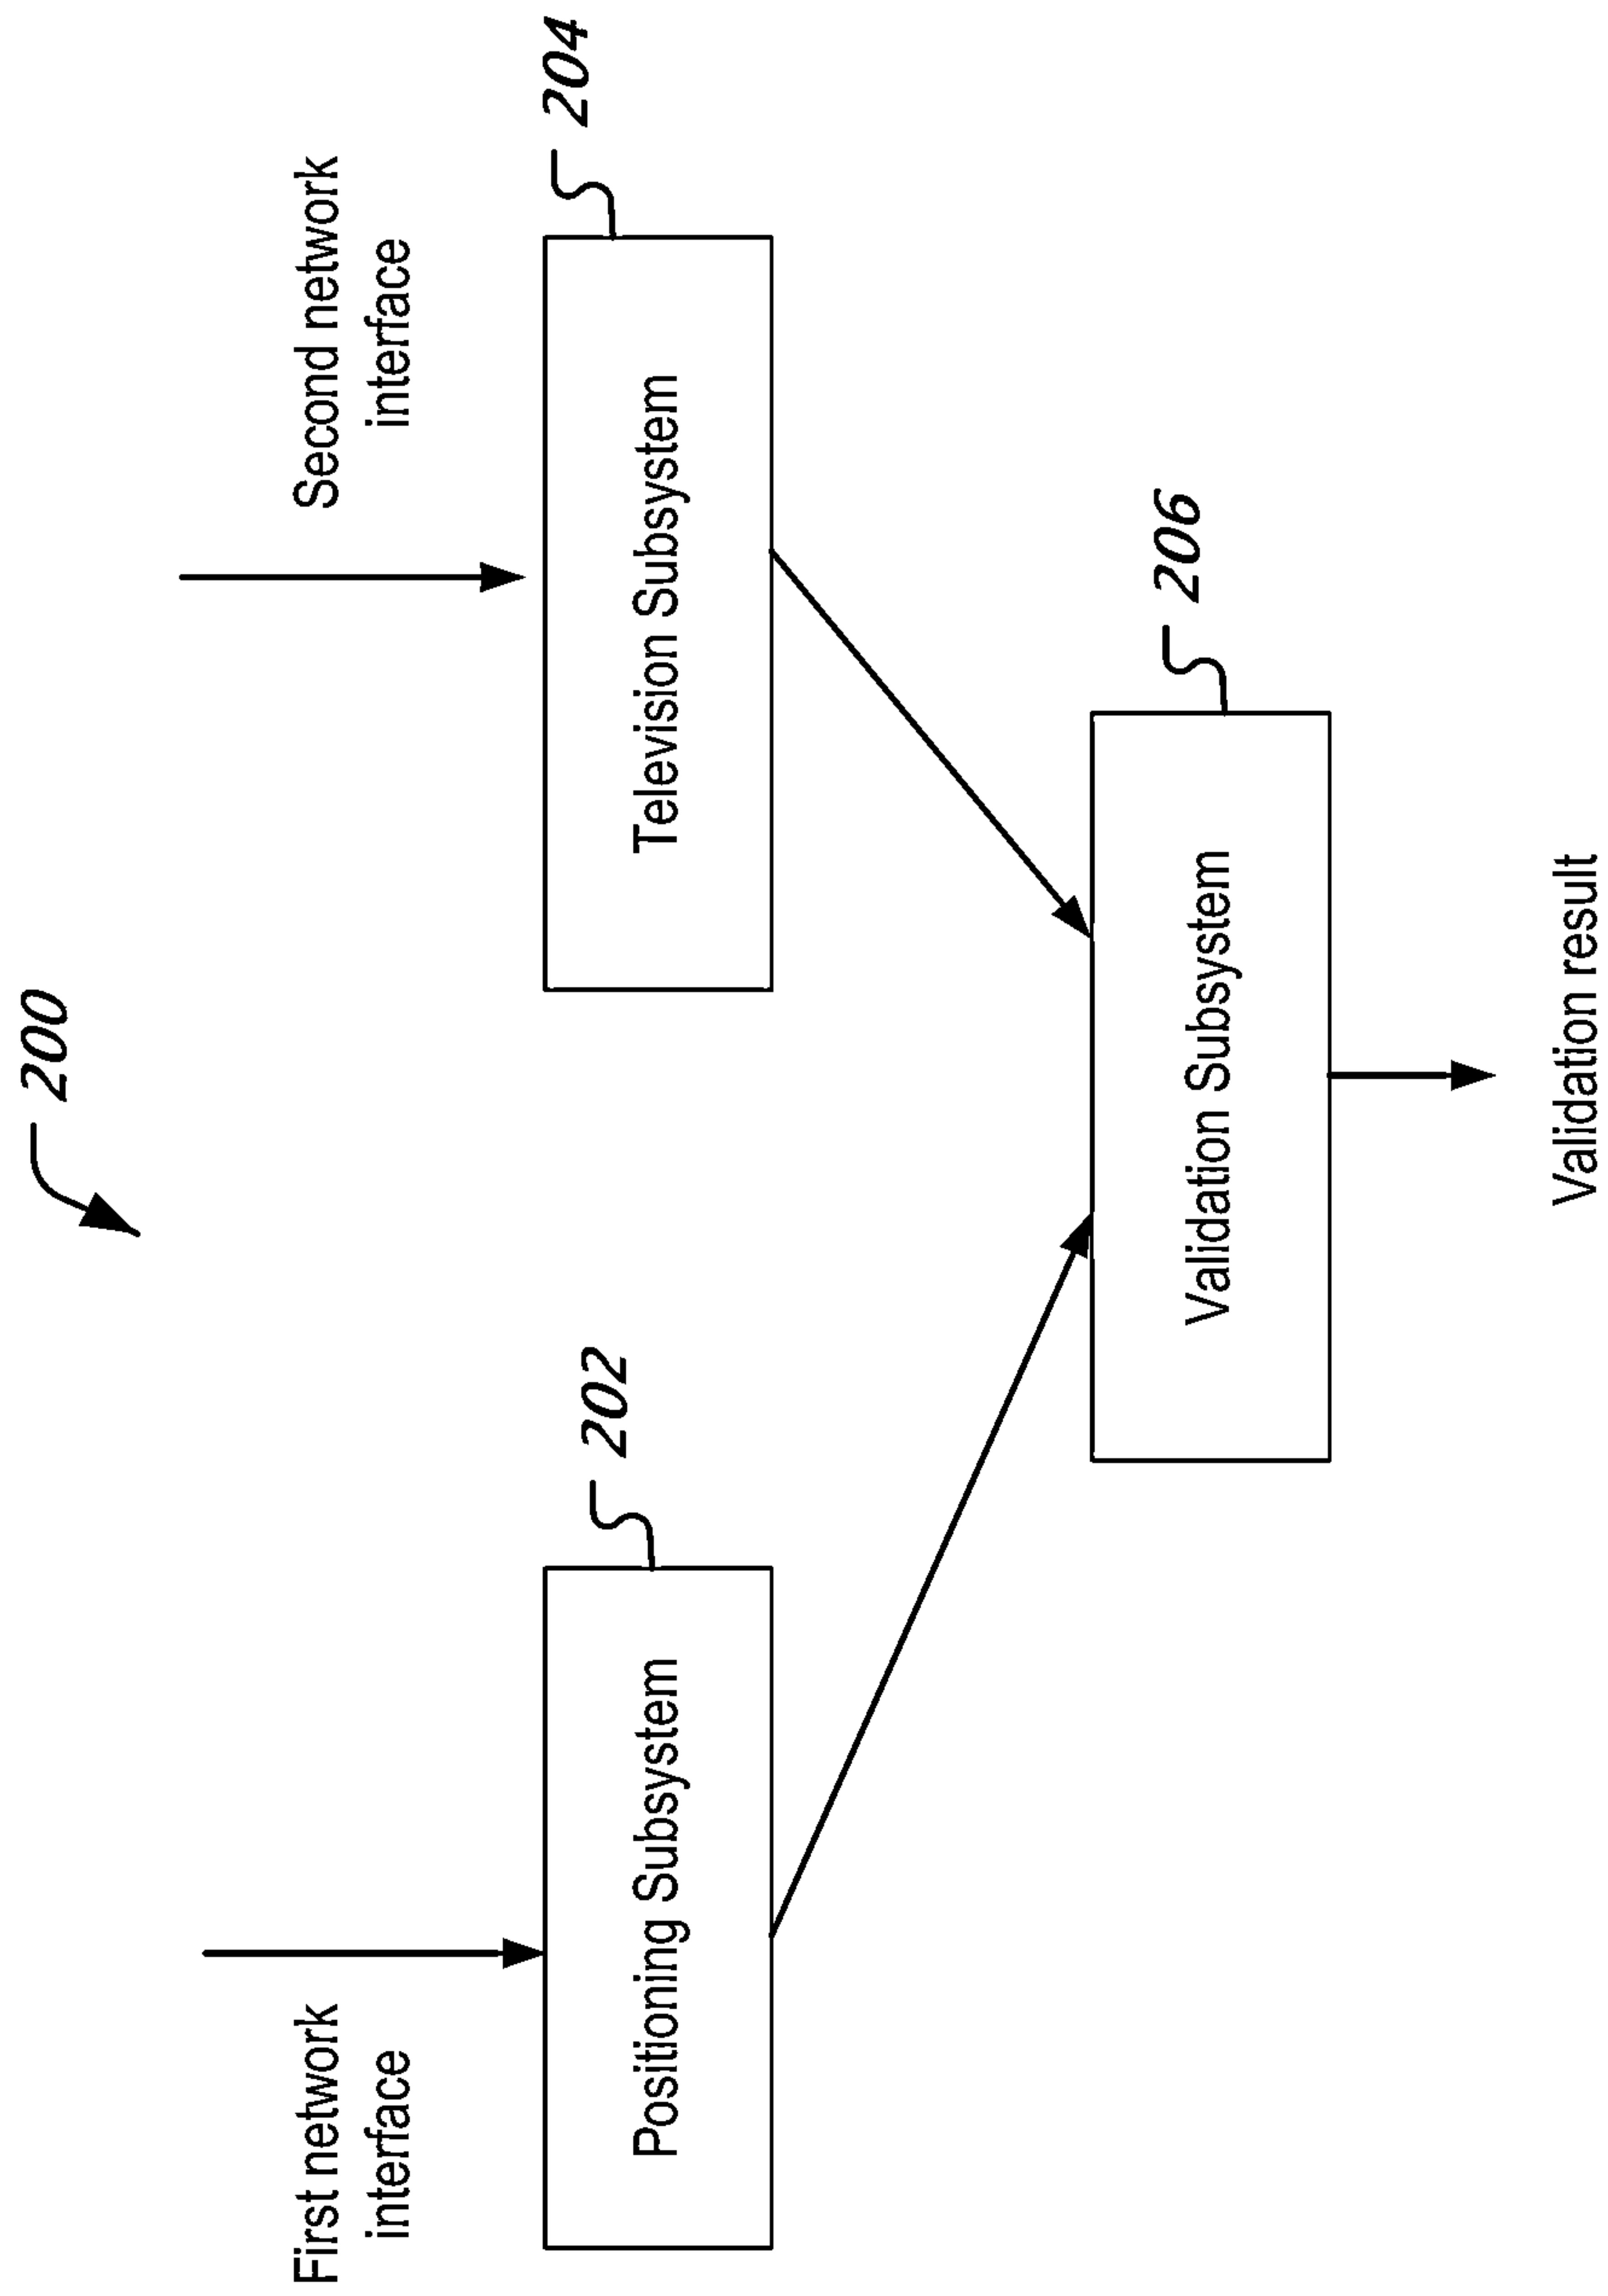 200
First network
interface
Second network
interface
202
204
Positioning Subsystem
Television Subsystem
206
Validation Subsystem
Validation result